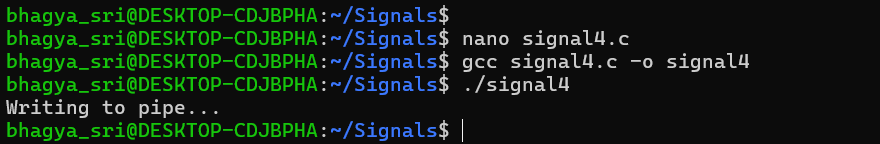 bhagya_sri@DESKTOP-CDJBPHA:~/Signals$
bhagya_sri@DESKTOP-CDJBPHA:~/Signals$ nano signal4.c
bhagya_sri@DESKTOP-CDJBPHA:~/Signals$ gcc signal4.c -o signal4
bhagya_sri@DESKTOP-CDJBPHA:~/Signals$ ./signal4
Writing to pipe...
bhagya_sri@DESKTOP-CDJBPHA:~/Signals$